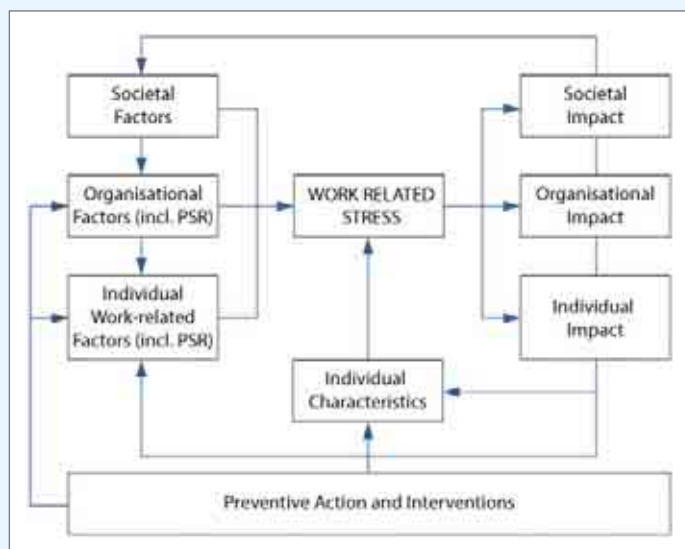 Societal
Factors
Societal
Impact
Organisational
Factors (incl. PSR)
WORK RELATED
STRESS
Organisational
Impact
Individual
Work-related
Factors (incl. PSR)
Individual
Impact
Individual
Characteristics
Preventive Action and Interventions